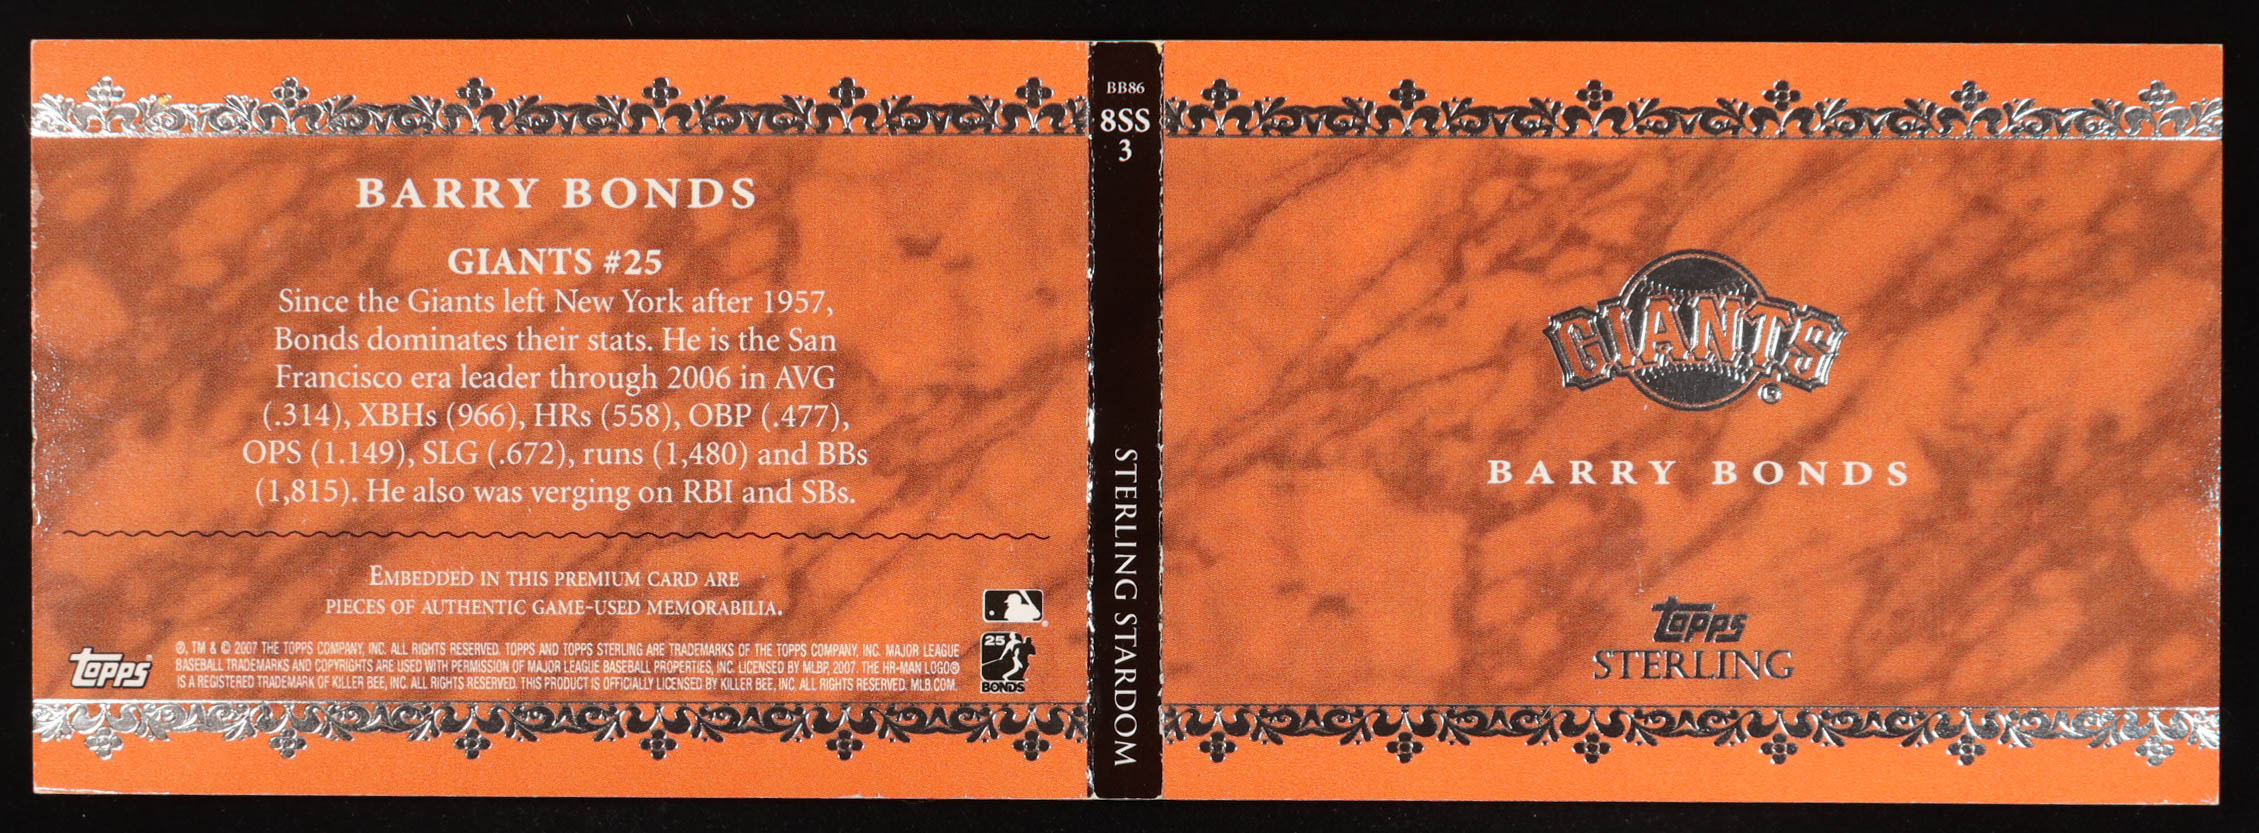 BARRY BONDS
GIANTS #25
Since the Giants left New York after 1957,
Bonds dominates their stats. He is the San
Francisco era leader through 2006 in AVG
(.314), XBHs (966), HRs (558), OBP (.477),
OPS (1.149), SLG (.672), runs (1,480) and BBs
(1,815). He also was verging on RBI and SBs.
EMBEDDED IN THIS PREMIUM CARD ARE
PIECES OF AUTHENTIC GAME-USED MEMORABILIA.
topps
®, TM & © 2007 THE TOPPS COMPANY, INC. ALL RIGHTS RESERVED. TOPPS AND TOPPS STERLING ARE TRADEMARKS OF THE TOPPS COMPANY, INC. MAJOR LEAGUE
BASEBALL TRADEMARKS AND COPYRIGHTS ARE USED WITH PERMISSION OF MAJOR LEAGUE BASEBALL PROPERTIES, INC. LICENSED BY MLBP, 2007. THE HR-MAN LOGO®
IS A REGISTERED TRADEMARK OF KILLER BEE, INC. ALL RIGHTS RESERVED. THIS PRODUCT IS OFFICIALLY LICENSED BY KILLER BEE, INC. ALL RIGHTS RESERVED. MLB.COM.
25
BONDS
BB86
8SS
3
STERLING STARDOM
GIANTS
BARRY BONDS
topps
STERLING